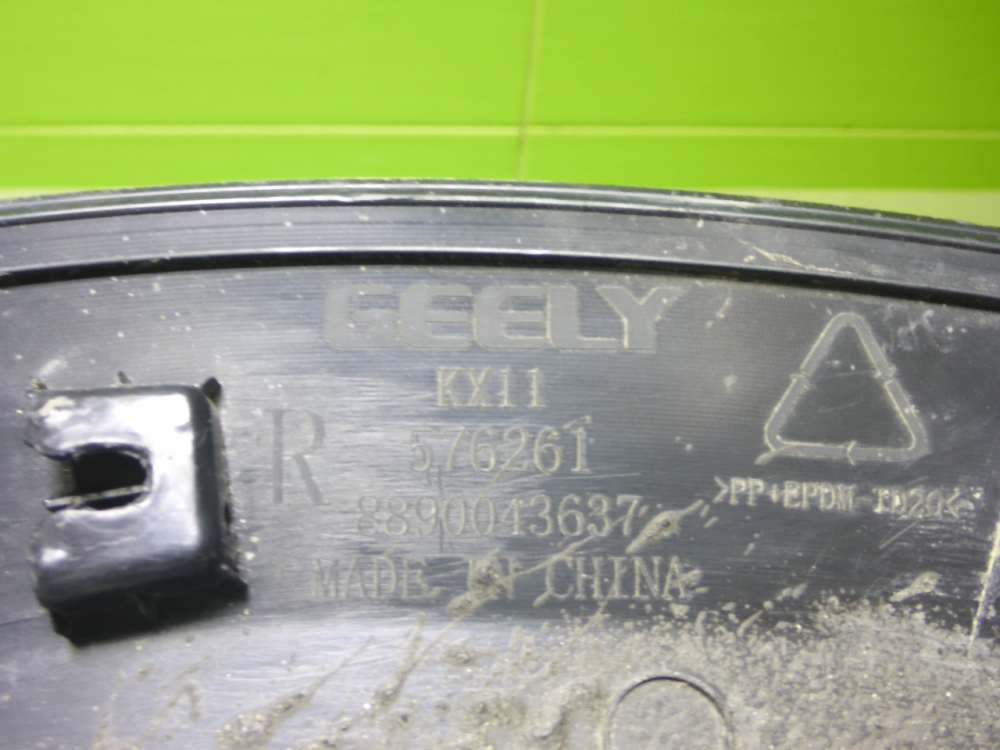 GEELY
KX11
R
576261
8890043637
MADE IN CHINA
>PP+EPDM-TD20<